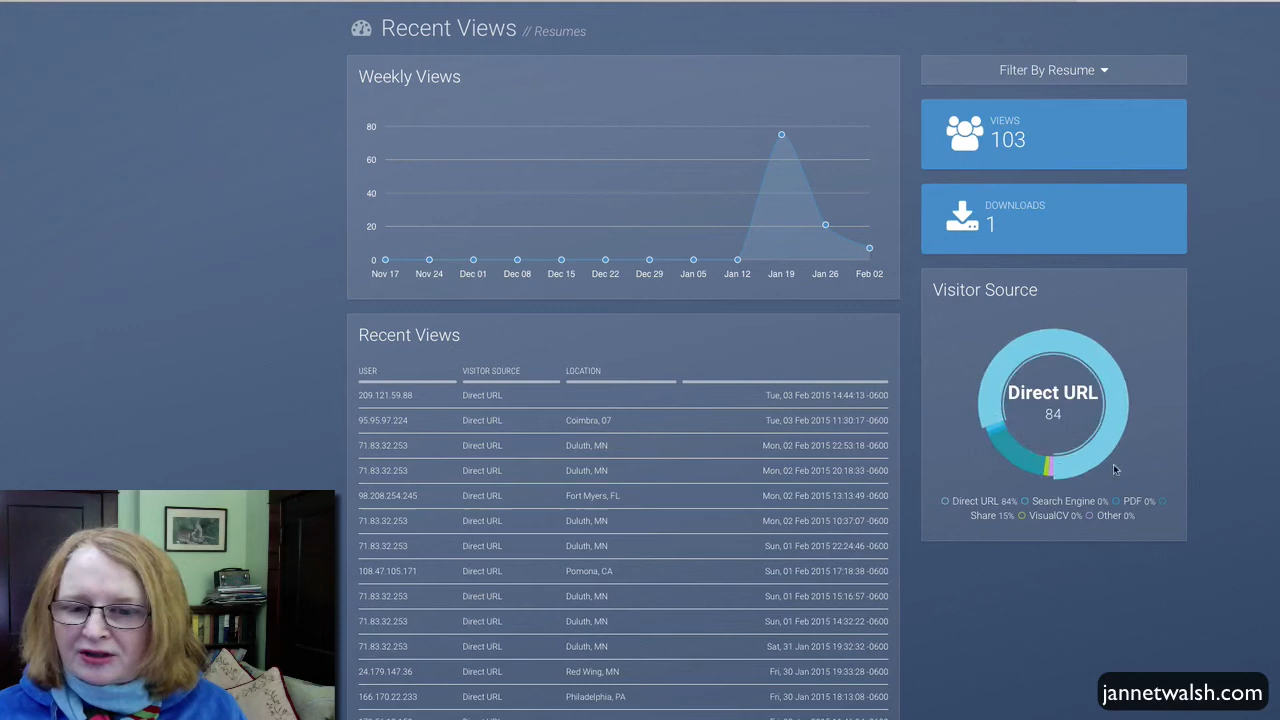 Recent Views // Resumes
Weekly Views
80
60
40
20
0
Nov 17 Nov 24 Dec 01 Dec 08 Dec 15 Dec 22 Dec 29 Jan 05 Jan 12 Jan 19 Jan 26 Feb 02
Filter By Resume
VIEWS
103
DOWNLOADS
1
Visitor Source
Direct URL
84
Direct URL 84% Search Engine 0% PDF 0%
Share 15% VisualCV 0% Other 0%
Recent Views
USER VISITOR SOURCE LOCATION
209.121.59.88 Direct URL Tue, 03 Feb 2015 14:44:13 -0600
95.95.97.224 Direct URL Coimbra, 07 Tue, 03 Feb 2015 11:30:17 -0600
71.83.32.253 Direct URL Duluth, MN Mon, 02 Feb 2015 22:53:18 -0600
71.83.32.253 Direct URL Duluth, MN Mon, 02 Feb 2015 20:18:33 -0600
98.208.254.245 Direct URL Fort Myers, FL Mon, 02 Feb 2015 13:13:49 -0600
71.83.32.253 Direct URL Duluth, MN Mon, 02 Feb 2015 10:37:07 -0600
71.83.32.253 Direct URL Duluth, MN Sun, 01 Feb 2015 22:24:46 -0600
108.47.105.171 Direct URL Pomona, CA Sun, 01 Feb 2015 17:18:38 -0600
71.83.32.253 Direct URL Duluth, MN Sun, 01 Feb 2015 15:16:57 -0600
71.83.32.253 Direct URL Duluth, MN Sun, 01 Feb 2015 14:32:22 -0600
71.83.32.253 Direct URL Duluth, MN Sat, 31 Jan 2015 19:32:32 -0600
24.179.147.36 Direct URL Red Wing, MN Fri, 30 Jan 2015 19:33:28 -0600
166.170.22.233 Direct URL Philadelphia, PA Fri, 30 Jan 2015 18:13:08 -0600
jannetwalsh.com